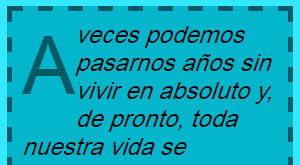 A veces podemos
pasarnos años sin
vivir en absoluto y,
de pronto, toda
nuestra vida se